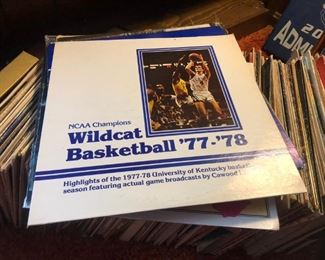 NCAA Champions
Wildcat
Basketball '77-'78
Highlights of the 1977-78 University of Kentucky
season featuring actual game broadcasts by Cawood
20
ADM